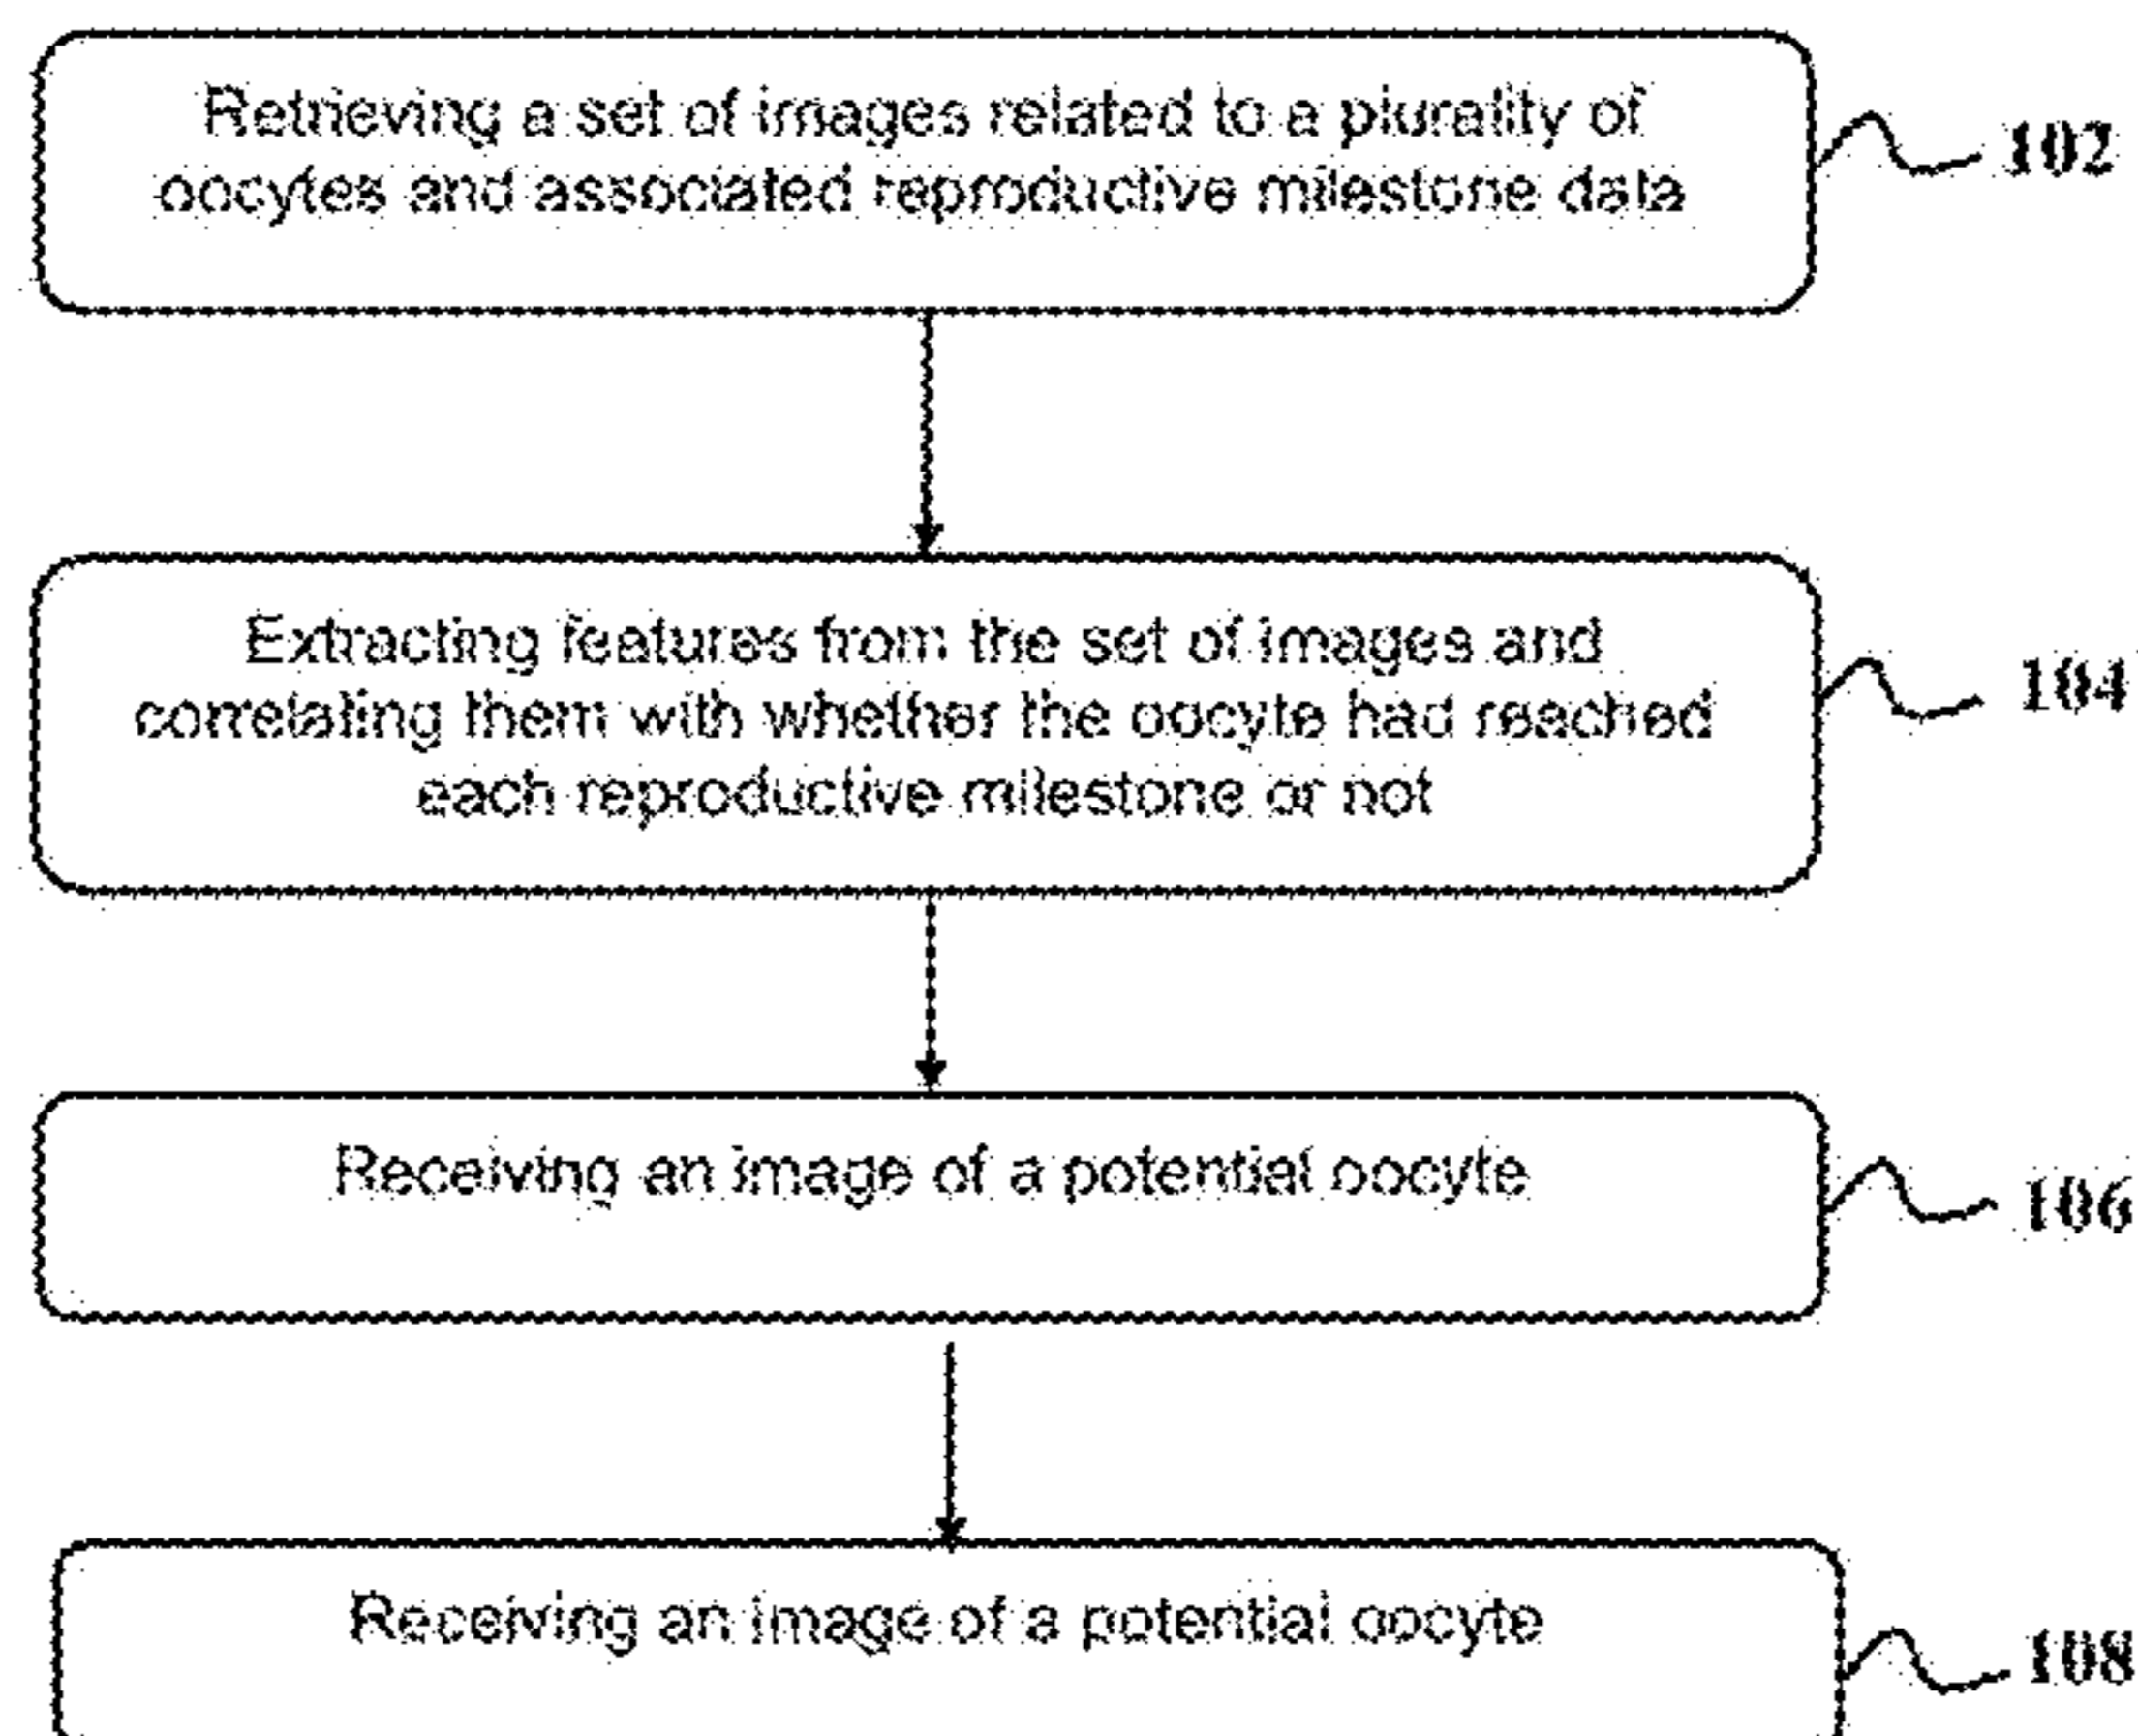 Retrieving a set of images related to a plurality of
oocytes and associated reproductive milestone data
102
Extracting features from the set of images and
correlating them with whether the oocyte had reached
each reproductive milestone or not
104
Receiving an image of a potential oocyte
106
Receiving an image of a potential oocyte
108